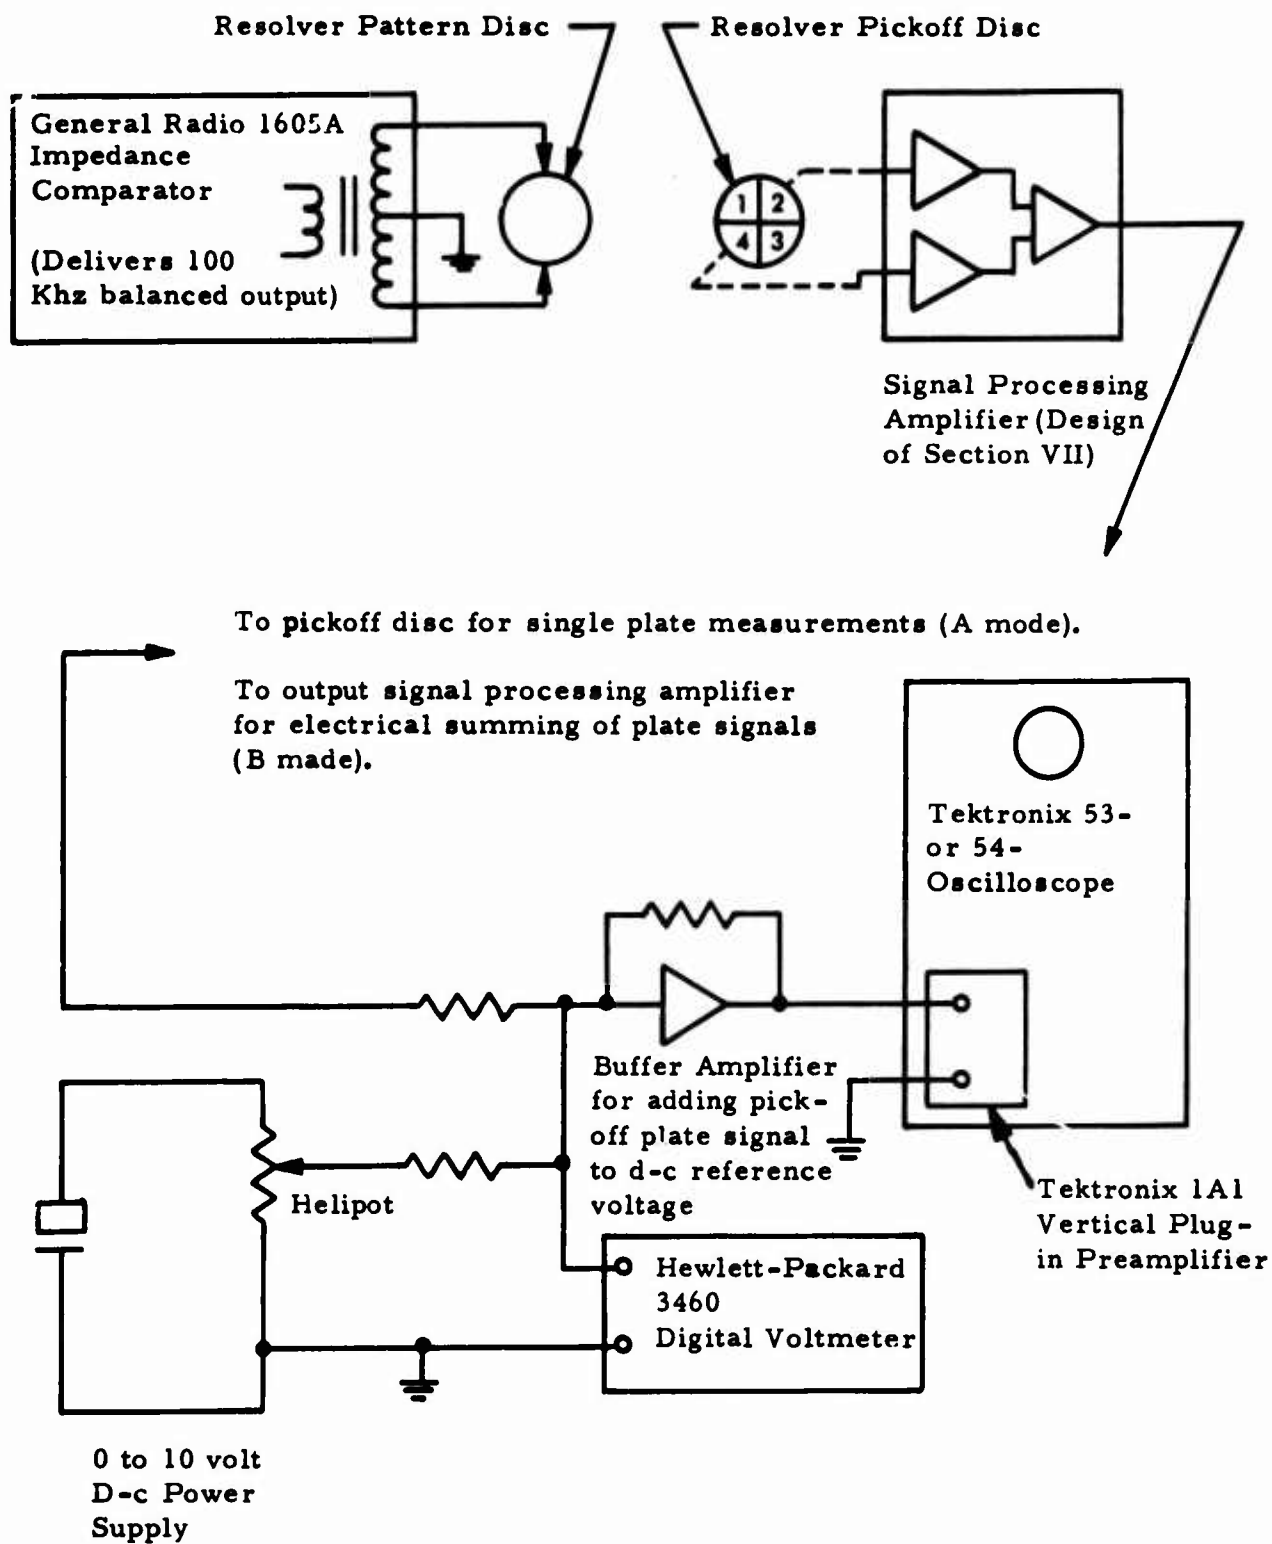 Resolver Pattern Disc
Resolver Pickoff Disc
General Radio 1605A
Impedance
Comparator
(Delivers 100
Khz balanced output)
1 2
4 3
Signal Processing
Amplifier (Design
of Section VII)
To pickoff disc for single plate measurements (A mode).
To output signal processing amplifier
for electrical summing of plate signals
(B made).
Tektronix 53-
or 54-
Oscilloscope
Buffer Amplifier
for adding pick-
off plate signal
to d-c reference
voltage
Helipot
Tektronix 1A1
Vertical Plug-
in Preamplifier
Hewlett-Packard
3460
Digital Voltmeter
0 to 10 volt
D-c Power
Supply